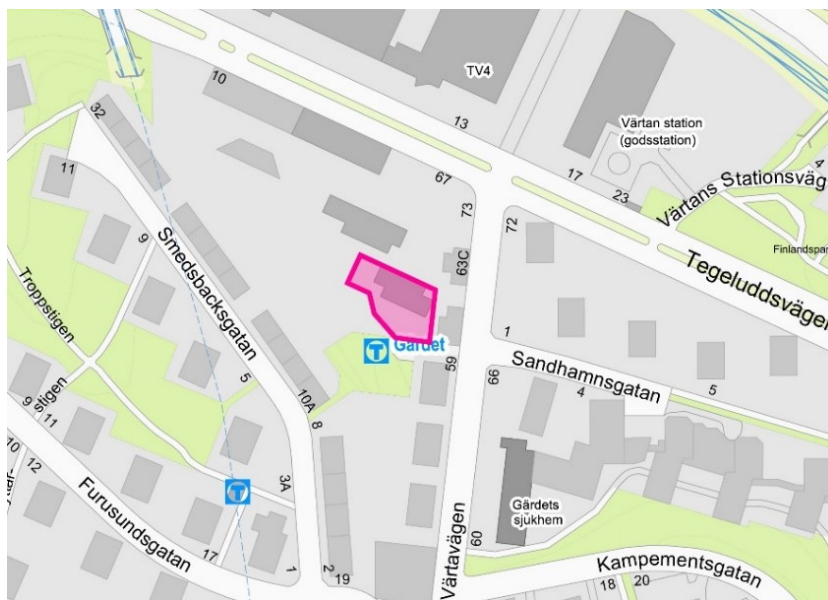 TV4
10
13
32
Värtan station
(godsstation)
4
11
67
17
23
73
72
Värtans Stationsväg
9
63C
Finlandspar
Smedsbacksgatan
Tegeluddsvägen
Troppstigen
T Gärdet
59
1
Sandhamnsgatan
66
5
4
5
stigen
9
11
10A
8
10
12
3A
T
Furusundsgatan
17
Gärdets
sjukhem
60
Värtavägen
Kampementsgatan
1
2
19
18
20